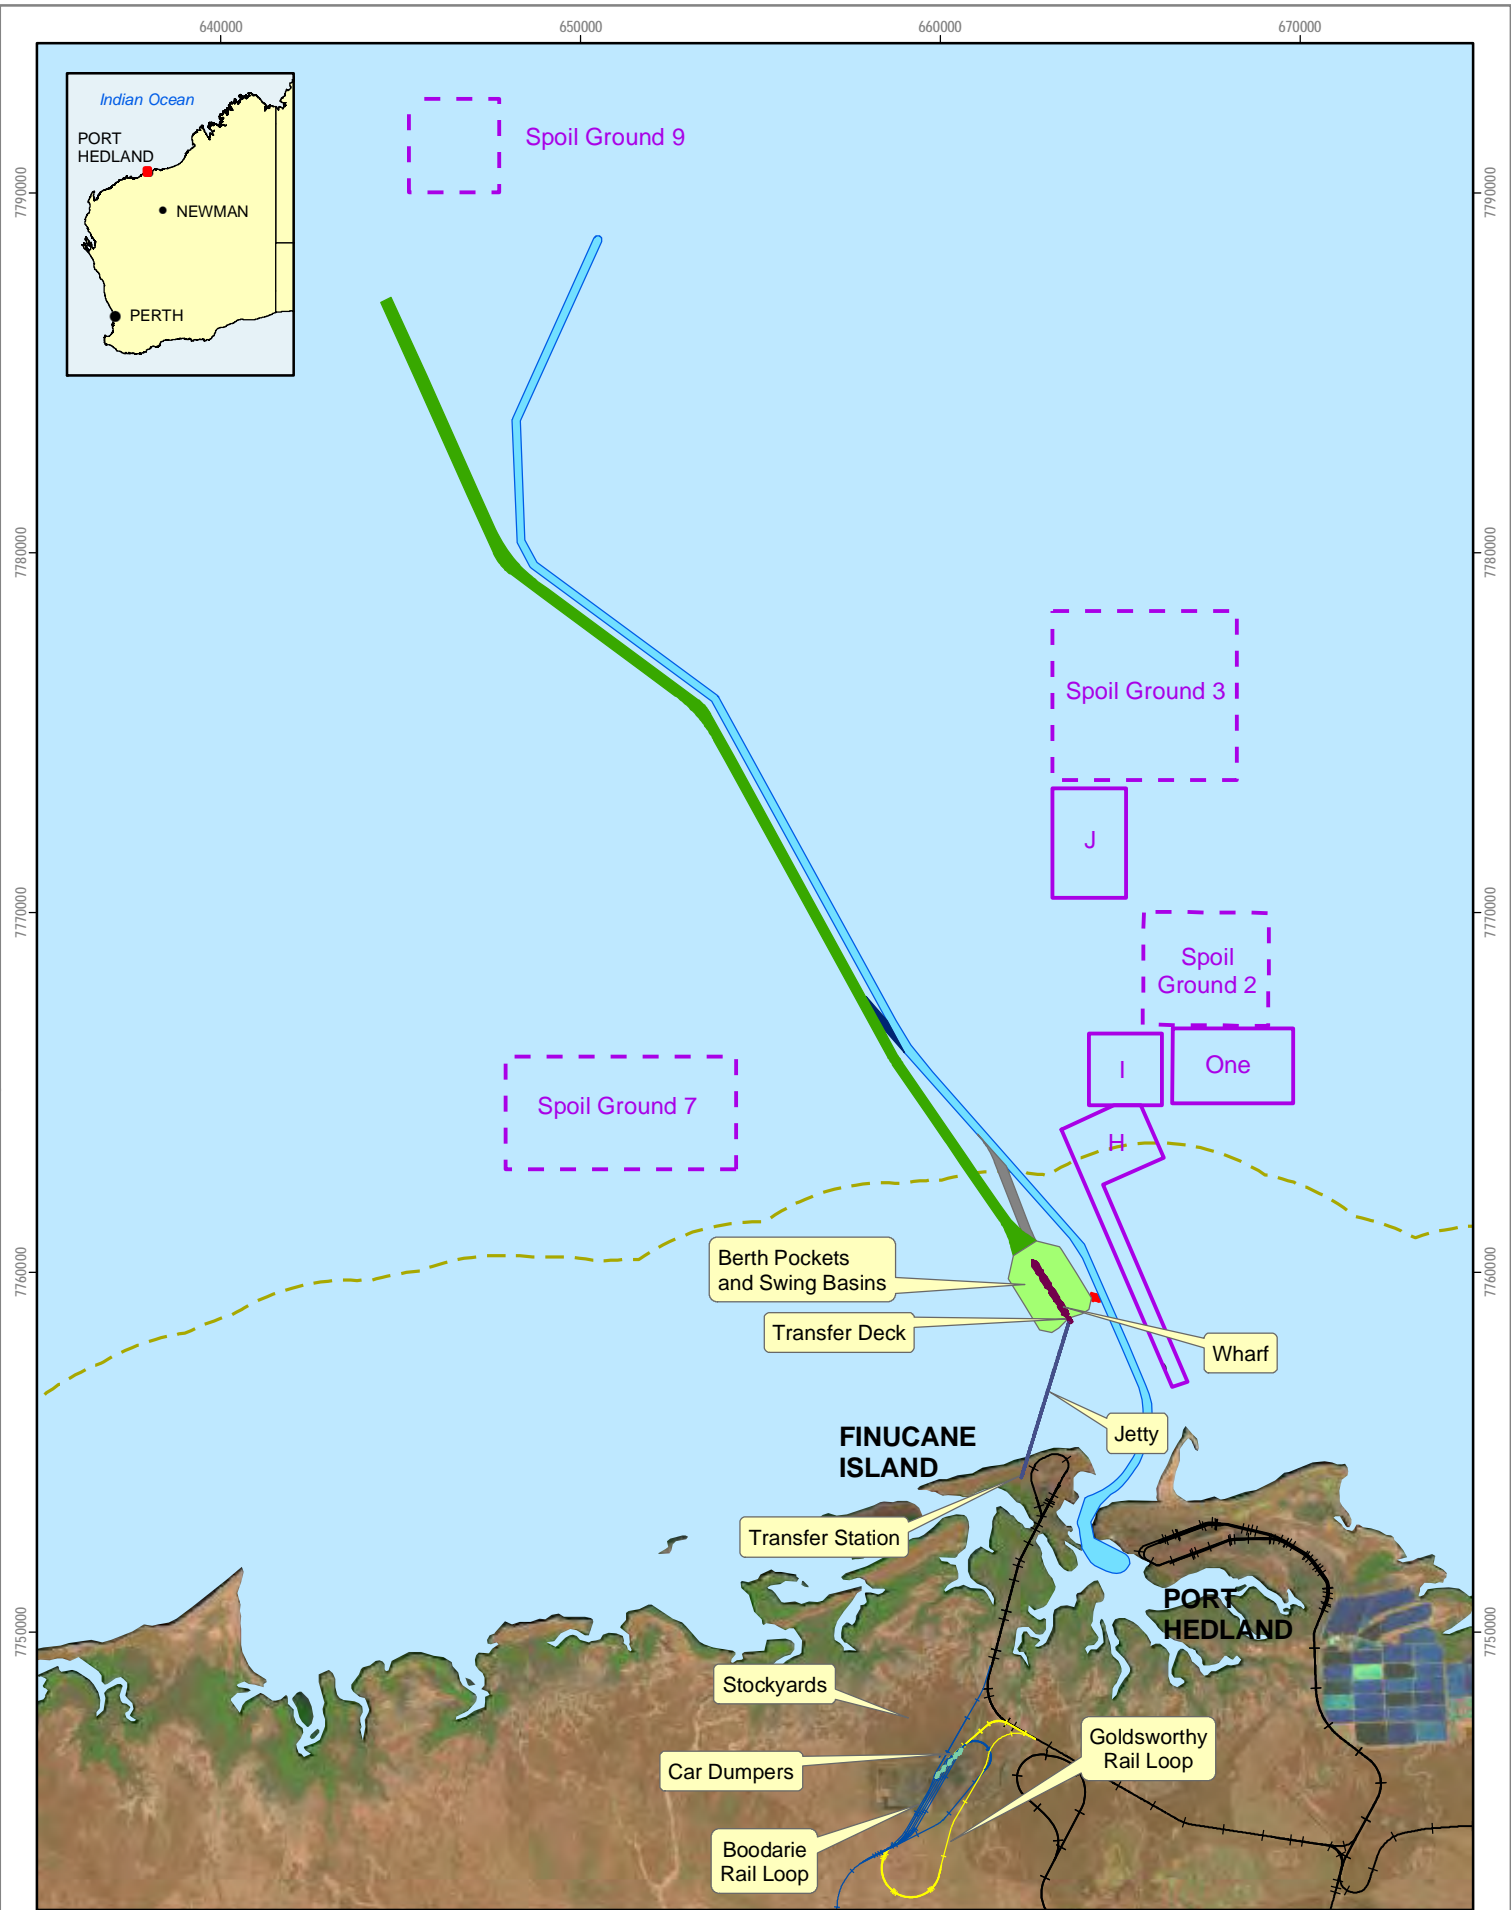 640000
650000
660000
670000
Indian Ocean
PORT
HEDLAND
NEWMAN
PERTH
Spoil Ground 9
7790000
7790000
7780000
7780000
Spoil Ground 3
J
7770000
7770000
Spoil
Ground 2
I
One
Spoil Ground 7
H
Berth Pockets
and Swing Basins
7760000
7760000
Transfer Deck
Wharf
Jetty
FINUCANE
ISLAND
Transfer Station
PORT
HEDLAND
7750000
7750000
Stockyards
Goldsworthy
Rail Loop
Car Dumpers
Boodarie
Rail Loop